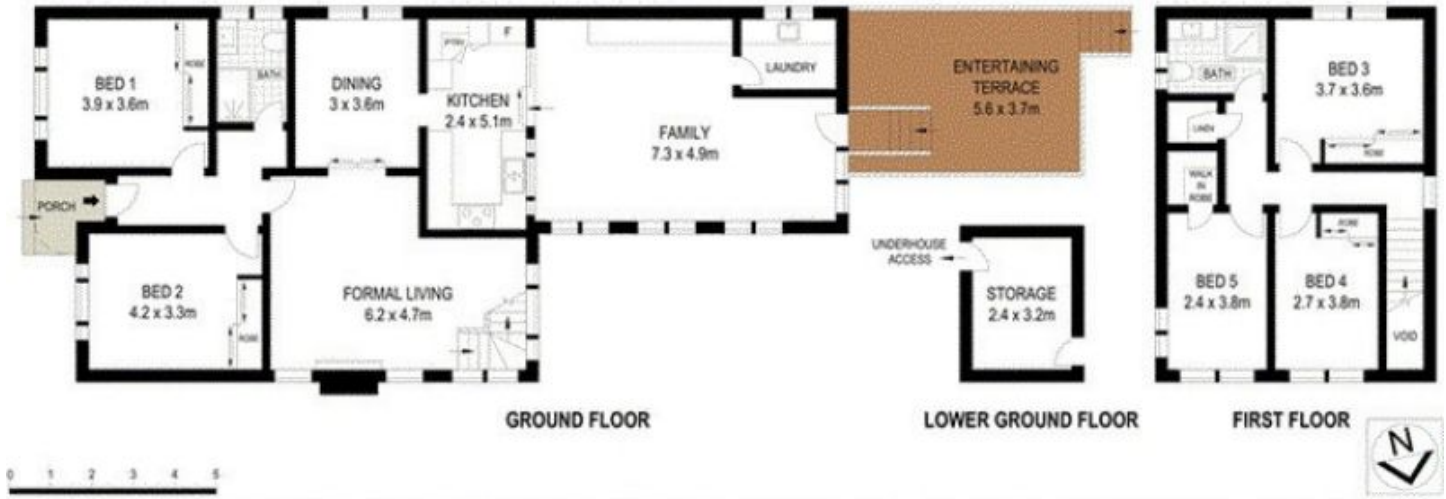 BED 1
3.9 x 3.6m
ROBE
BATH
DINING
3 x 3.6m
KITCHEN
2.4 x 5.1m
F
FAMILY
7.3 x 4.9m
LAUNDRY
ENTERTAINING
TERRACE
5.6 x 3.7m
PORCH
BED 2
4.2 x 3.3m
ROBE
FORMAL LIVING
6.2 x 4.7m
UNDERHOUSE
ACCESS
STORAGE
2.4 x 3.2m
BATH
BED 3
3.7 x 3.6m
ROBE
LINEN
WALK
IN
ROBE
BED 5
2.4 x 3.8m
ROBE
BED 4
2.7 x 3.8m
VOID
GROUND FLOOR
LOWER GROUND FLOOR
FIRST FLOOR
N
0 1 2 3 4 5